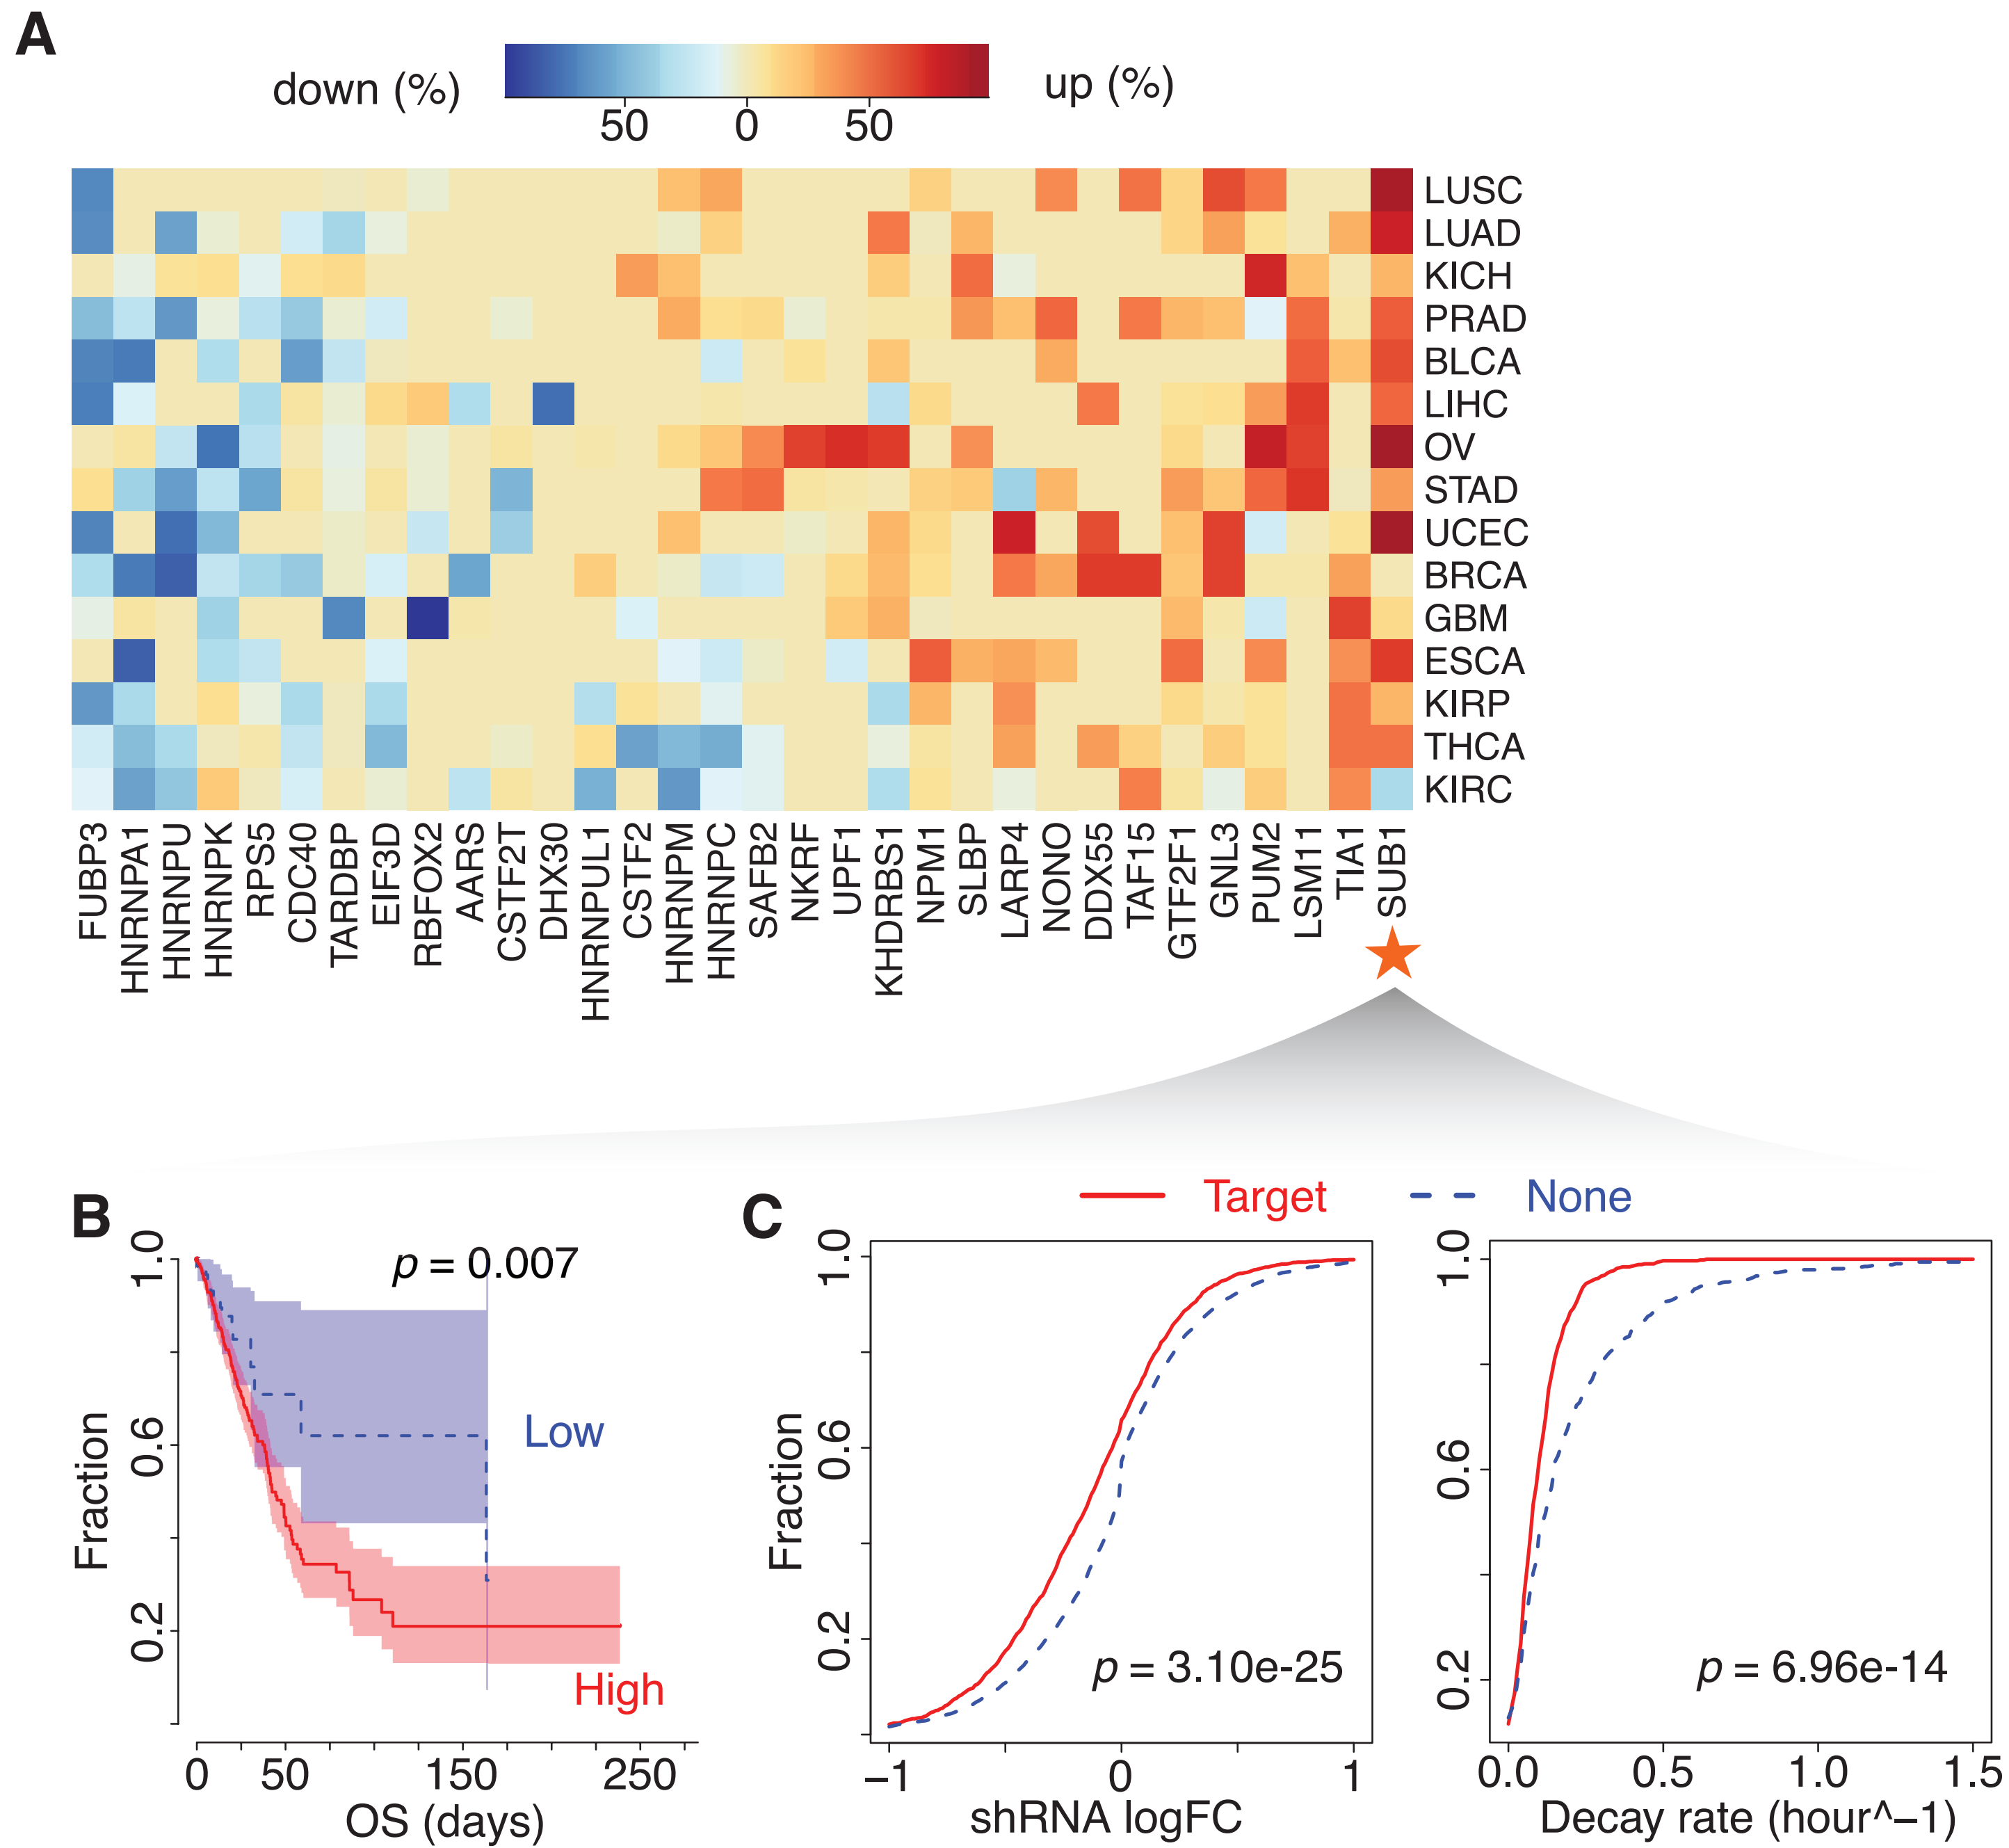 A
down (%)
up (%)
50 0 50
LUSC
LUAD
KICH
PRAD
BLCA
LIHC
OV
STAD
UCEC
BRCA
GBM
ESCA
KIRP
THCA
KIRC
FUBP3
HNRNPA1
HNRNPU
HNRNPK
RPS5
CDC40
TARDBP
EIF3D
RBFOX2
AARS
CSTF2T
DHX30
HNRNPUL1
CSTF2
HNRNPM
HNRNPC
SAFB2
NKRF
UPF1
KHDRBS1
NPM1
SLBP
LARP4
NONO
DDX55
TAF15
GTF2F1
GNL3
PUM2
LSM11
TIA1
SUB1
B
p = 0.007
Low
High
Fraction
1.0
0.6
0.2
0 50 150 250
OS (days)
C
Target
None
Fraction
1.0
0.6
0.2
p = 3.10e-25
−1 0 1
shRNA logFC
1.0
0.6
0.2
p = 6.96e-14
0.0 0.5 1.0 1.5
Decay rate (hour^−1)